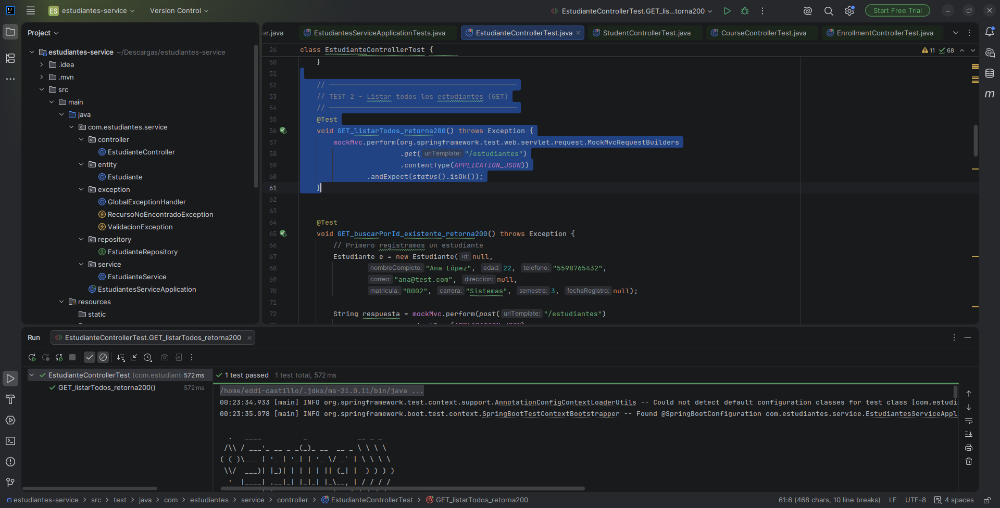 ES estudiantes-service Version Control EstudianteControllerTest.GET_lis...torna200 Start Free Trial
Project
er.java EstudiantesServiceApplicationTests.java EstudianteControllerTest.java StudentControllerTest.java CourseControllerTest.java EnrollmentControllerTest.java
estudiantes-service ~/Descargas/estudiantes-service
.idea
.mvn
src
main
java
com.estudiantes.service
controller
EstudianteController
entity
Estudiante
exception
GlobalExceptionHandler
RecursoNoEncontradoException
ValidacionException
repository
EstudianteRepository
service
EstudianteService
EstudiantesServiceApplication
resources
static
26 class EstudianteControllerTest { 11 68
50 }
51
52 // ─────────────────────────────────────────────
53 // TEST 2 - Listar todos los estudiantes (GET)
54 // ─────────────────────────────────────────────
55 @Test
56 void GET_listarTodos_retorna200() throws Exception {
57 mockMvc.perform(org.springframework.test.web.servlet.request.MockMvcRequestBuilders
58 .get( uriTemplate: "/estudiantes")
59 .contentType(APPLICATION_JSON))
60 .andExpect(status().isOk());
61 }
62
63
64 @Test
65 void GET_buscarPorId_existente_retorna200() throws Exception {
66 // Primero registramos un estudiante
67 Estudiante e = new Estudiante( id: null,
68 nombreCompleto: "Ana López", edad: 22, telefono: "5598765432",
69 correo: "ana@test.com", direccion: null,
70 matricula: "B002", carrera: "Sistemas", semestre: 3, fechaRegistro: null);
71
72 String respuesta = mockMvc.perform(post( uriTemplate: "/estudiantes")
Run EstudianteControllerTest.GET_listarTodos_retorna200
EstudianteControllerTest (com.estudiant 572 ms
GET_listarTodos_retorna200() 572 ms
1 test passed 1 test total, 572 ms
/home/eddi-castillo/.jdks/ms-21.0.11/bin/java ...
00:23:34.933 [main] INFO org.springframework.test.context.support.AnnotationConfigContextLoaderUtils -- Could not detect default configuration classes for test class [com.estudia
00:23:35.078 [main] INFO org.springframework.boot.test.context.SpringBootTestContextBootstrapper -- Found @SpringBootConfiguration com.estudiantes.service.EstudiantesServiceAppl
estudiantes-service > src > test > java > com > estudiantes > service > controller > EstudianteControllerTest > GET_listarTodos_retorna200 61:6 (468 chars, 10 line breaks) LF UTF-8 4 spaces